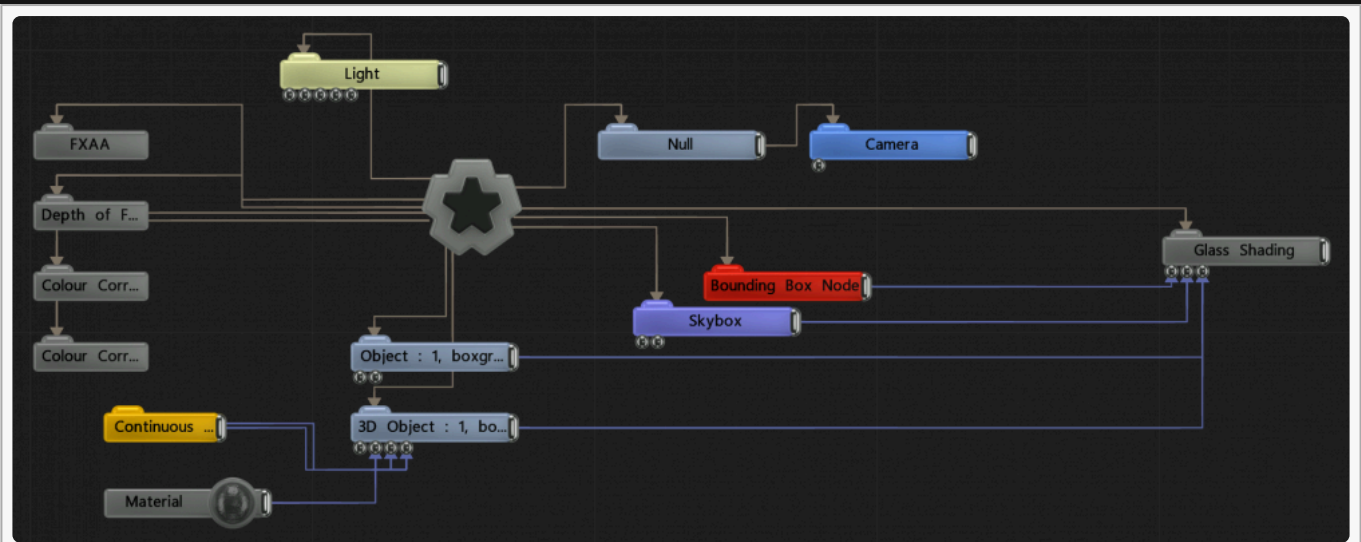 Light
FXAA
Null
Camera
Depth of F...
Glass Shading
Colour Corr...
Bounding Box Node
Skybox
Colour Corr...
Object : 1, boxgr...
Continuous ...
3D Object : 1, bo...
Material